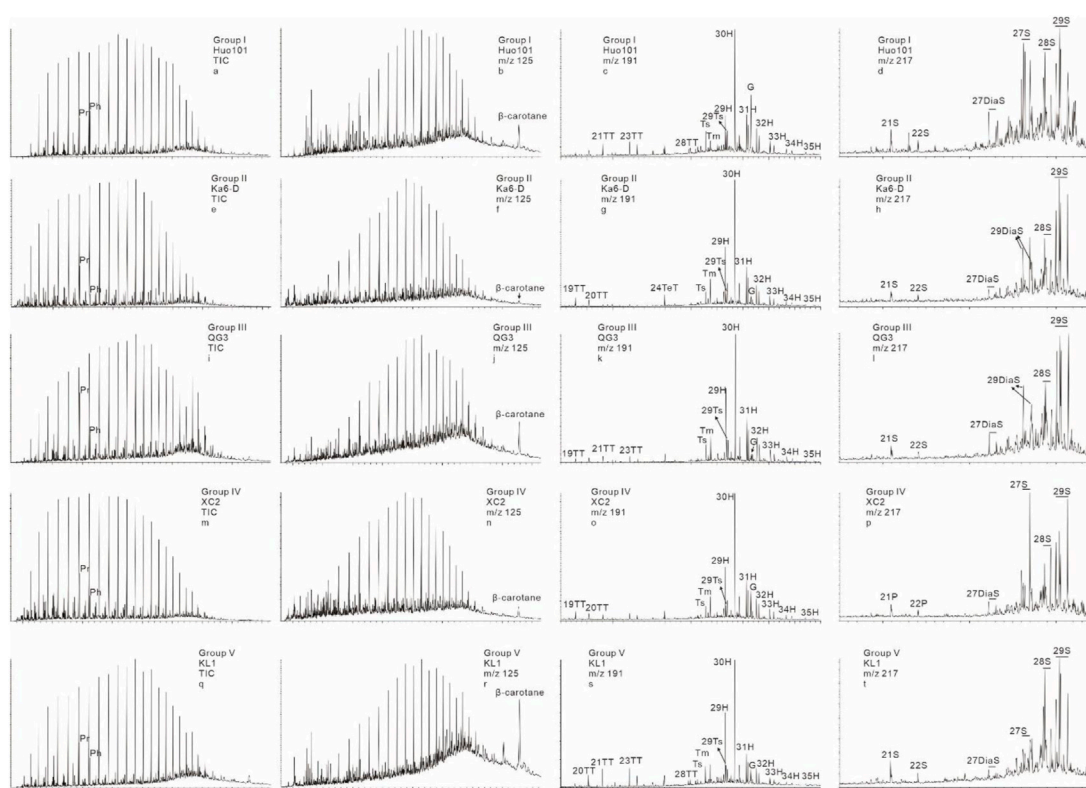 Group I
Huo101
TIC
a
Pr
Ph
Group I
Huo101
m/z 125
b
β-carotane
Group I
Huo101
m/z 191
c
30H
G
29H
29Ts
31H
Ts
Tm
32H
21TT
23TT
28TT
33H
34H
35H
Group I
Huo101
m/z 217
d
29S
27S
28S
27DiaS
21S
22S
Group II
Ka6-D
TIC
e
Pr
Ph
Group II
Ka6-D
m/z 125
f
β-carotane
Group II
Ka6-D
m/z 191
g
30H
29H
29Ts
31H
Tm
32H
Ts
G
24TeT
33H
19TT
20TT
34H
35H
Group II
Ka6-D
m/z 217
h
29S
29DiaS
28S
27DiaS
21S
22S
Group III
QG3
TIC
i
Pr
Ph
Group III
QG3
m/z 125
j
β-carotane
Group III
QG3
m/z 191
k
30H
29H
29Ts
31H
Tm
32H
Ts
G
33H
21TT
23TT
19TT
34H
35H
Group III
QG3
m/z 217
l
29S
28S
29DiaS
27DiaS
21S
22S
Group IV
XC2
TIC
m
Pr
Ph
Group IV
XC2
m/z 125
n
β-carotane
Group IV
XC2
m/z 191
o
30H
29H
29Ts
31H
Tm
G
32H
Ts
33H
19TT
20TT
34H
35H
Group IV
XC2
m/z 217
p
27S
29S
28S
27DiaS
21P
22P
Group V
KL1
TIC
q
Pr
Ph
Group V
KL1
m/z 125
r
β-carotane
Group V
KL1
m/z 191
s
30H
29H
29Ts
31H
Tm
Ts
G
32H
21TT
23TT
33H
20TT
28TT
34H
35H
Group V
KL1
m/z 217
t
29S
28S
27S
27DiaS
21S
22S